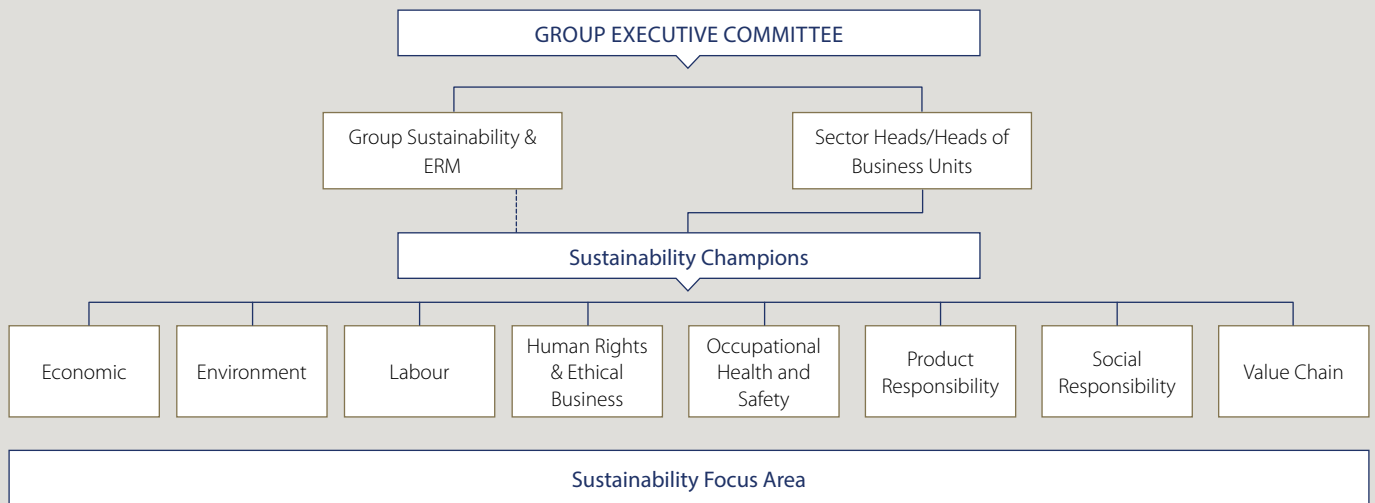 GROUP EXECUTIVE COMMITTEE
Group Sustainability &
ERM
Sector Heads/Heads of
Business Units
Sustainability Champions
Economic
Environment
Labour
Human Rights
& Ethical
Business
Occupational
Health and
Safety
Product
Responsibility
Social
Responsibility
Value Chain
Sustainability Focus Area